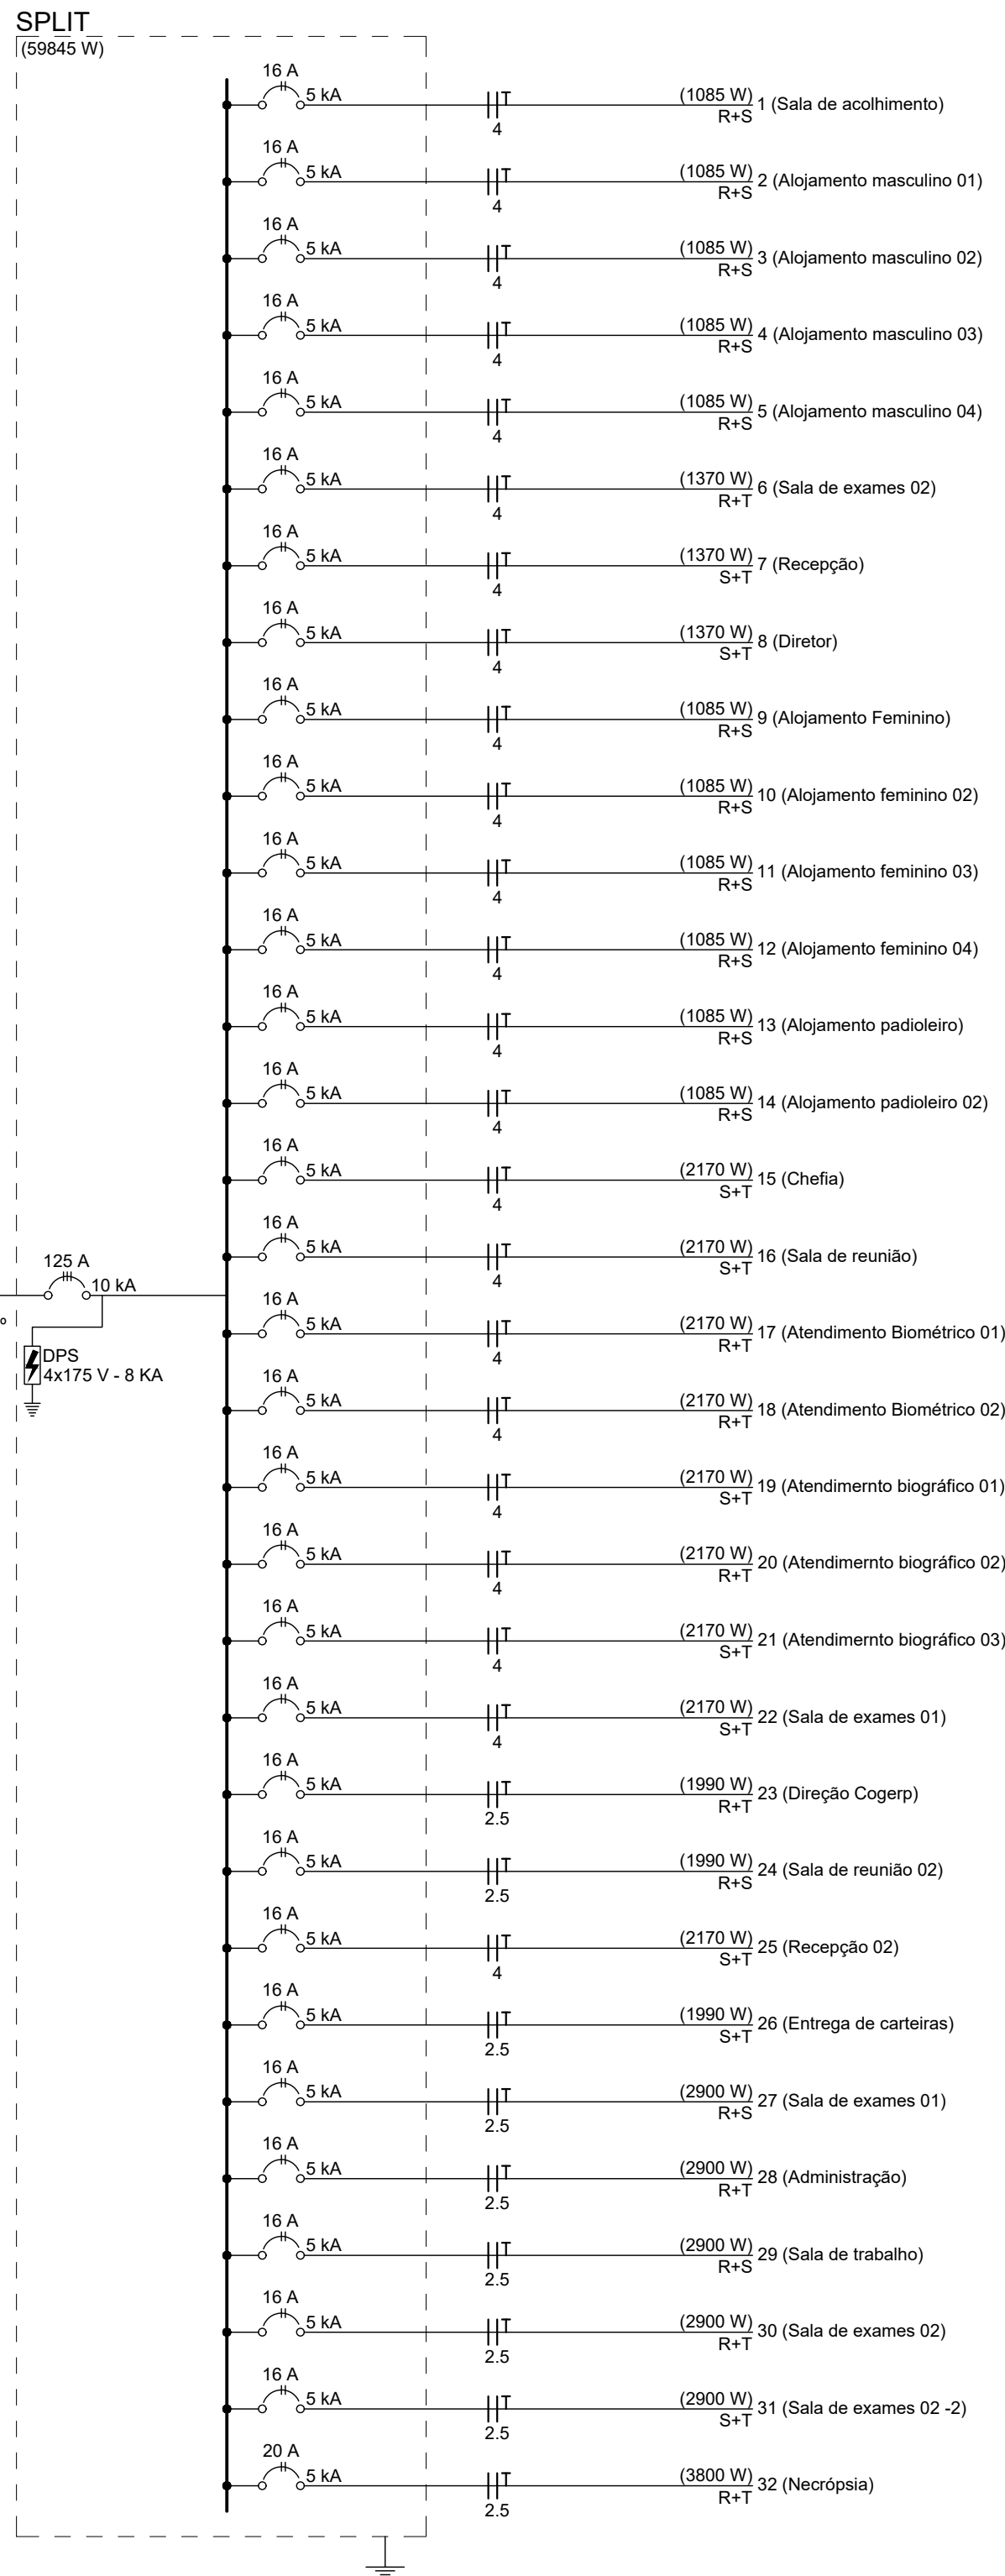 SPLIT
(59845 W)
16 A
5 kA
T
4
(1085 W)
R+S
1 (Sala de acolhimento)
16 A
5 kA
T
4
(1085 W)
R+S
2 (Alojamento masculino 01)
16 A
5 kA
T
4
(1085 W)
R+S
3 (Alojamento masculino 02)
16 A
5 kA
T
4
(1085 W)
R+S
4 (Alojamento masculino 03)
16 A
5 kA
T
4
(1085 W)
R+S
5 (Alojamento masculino 04)
16 A
5 kA
T
4
(1370 W)
R+T
6 (Sala de exames 02)
16 A
5 kA
T
4
(1370 W)
S+T
7 (Recepção)
16 A
5 kA
T
4
(1370 W)
S+T
8 (Diretor)
16 A
5 kA
T
4
(1085 W)
R+S
9 (Alojamento Feminino)
16 A
5 kA
T
4
(1085 W)
R+S
10 (Alojamento feminino 02)
16 A
5 kA
T
4
(1085 W)
R+S
11 (Alojamento feminino 03)
16 A
5 kA
T
4
(1085 W)
R+S
12 (Alojamento feminino 04)
16 A
5 kA
T
4
(1085 W)
R+S
13 (Alojamento padioleiro)
16 A
5 kA
T
4
(1085 W)
R+S
14 (Alojamento padioleiro 02)
16 A
5 kA
T
4
(2170 W)
S+T
15 (Chefia)
16 A
5 kA
T
4
(2170 W)
S+T
16 (Sala de reunião)
125 A
10 kA
DPS
4x175 V - 8 KA
16 A
5 kA
T
4
(2170 W)
R+T
17 (Atendimento Biométrico 01)
16 A
5 kA
T
4
(2170 W)
R+T
18 (Atendimento Biométrico 02)
16 A
5 kA
T
4
(2170 W)
S+T
19 (Atendimernto biográfico 01)
16 A
5 kA
T
4
(2170 W)
R+T
20 (Atendimernto biográfico 02)
16 A
5 kA
T
4
(2170 W)
S+T
21 (Atendimernto biográfico 03)
16 A
5 kA
T
4
(2170 W)
S+T
22 (Sala de exames 01)
16 A
5 kA
T
2.5
(1990 W)
R+T
23 (Direção Cogerp)
16 A
5 kA
T
2.5
(1990 W)
R+S
24 (Sala de reunião 02)
16 A
5 kA
T
4
(2170 W)
S+T
25 (Recepção 02)
16 A
5 kA
T
2.5
(1990 W)
S+T
26 (Entrega de carteiras)
16 A
5 kA
T
2.5
(2900 W)
R+S
27 (Sala de exames 01)
16 A
5 kA
T
2.5
(2900 W)
R+T
28 (Administração)
16 A
5 kA
T
2.5
(2900 W)
R+S
29 (Sala de trabalho)
16 A
5 kA
T
2.5
(2900 W)
R+T
30 (Sala de exames 02)
16 A
5 kA
T
2.5
(2900 W)
S+T
31 (Sala de exames 02 -2)
20 A
5 kA
T
2.5
(3800 W)
R+T
32 (Necrópsia)